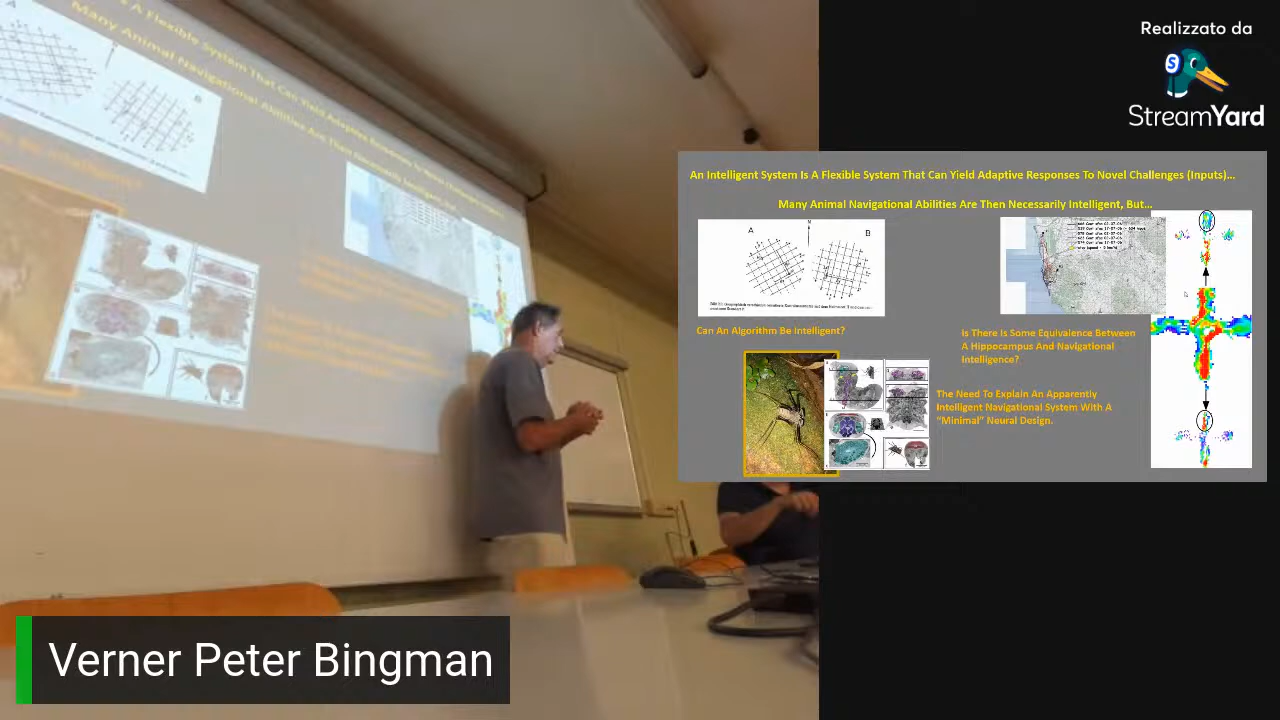 Realizzato da
StreamYard
An Intelligent System Is A Flexible System That Can Yield Adaptive Responses To Novel Challenges (Inputs)...
Many Animal Navigational Abilities Are Then Necessarily Intelligent, But...
A
B
Can An Algorithm Be Intelligent?
Is There Is Some Equivalence Between
A Hippocampus And Navigational
Intelligence?
The Need To Explain An Apparently
Intelligent Navigational System With A
"Minimal" Neural Design.
Verner Peter Bingman